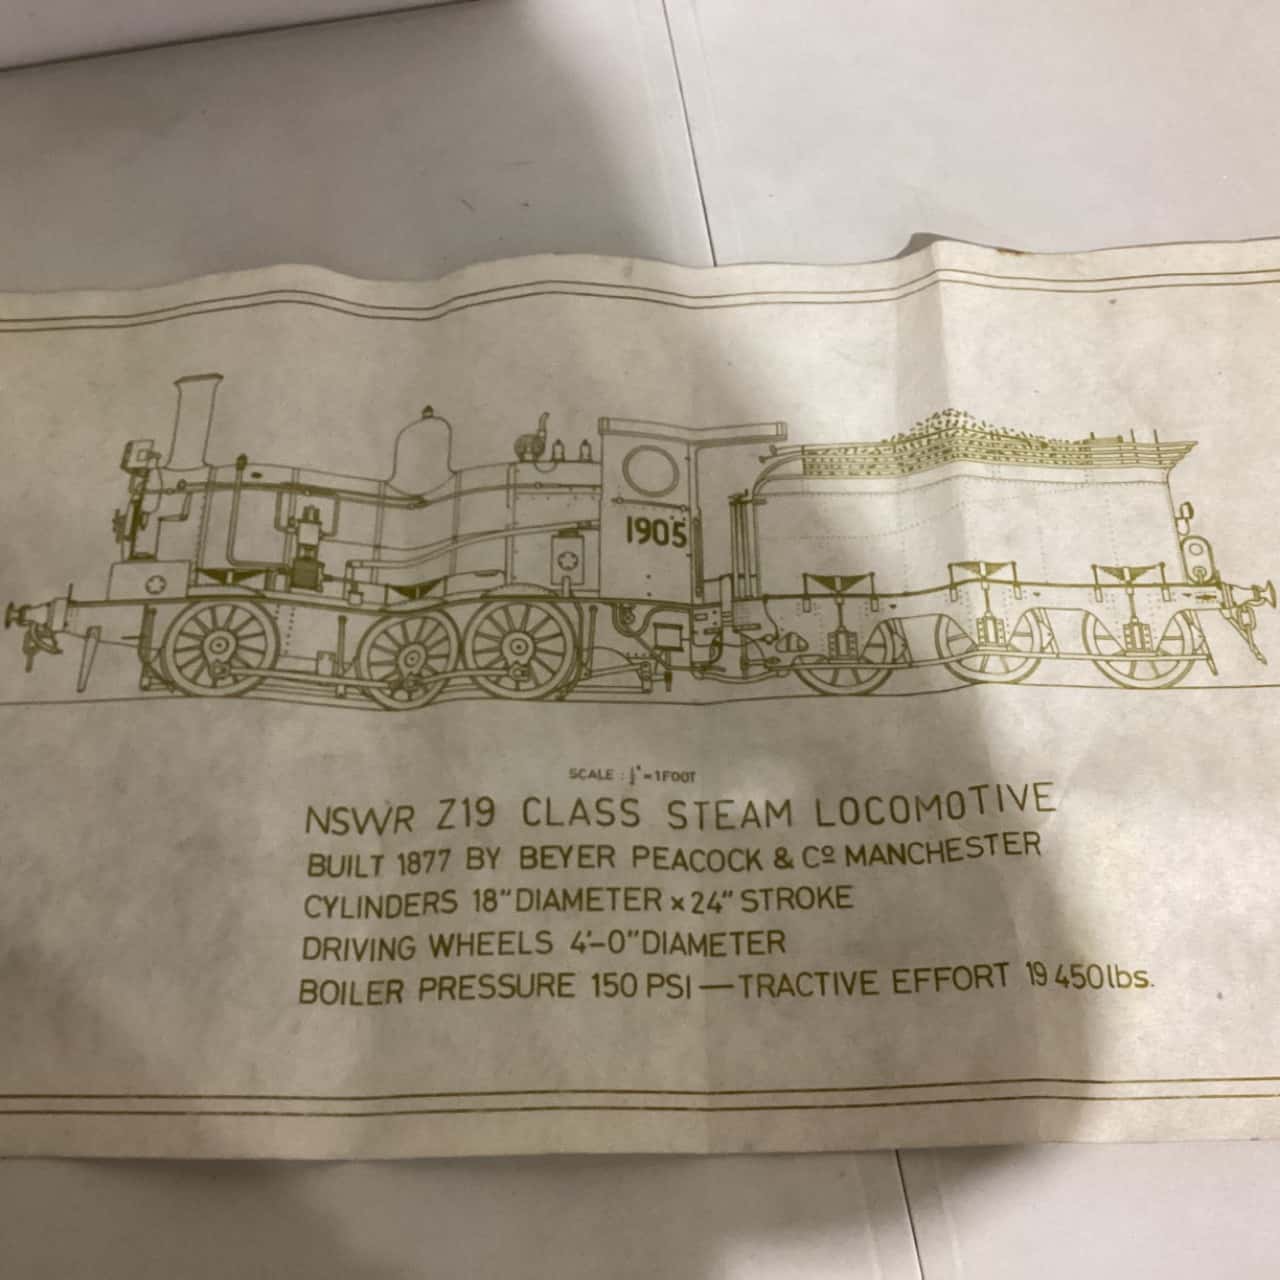 1905
SCALE : ¼" = 1 FOOT
NSWR Z19 CLASS STEAM LOCOMOTIVE
BUILT 1877 BY BEYER PEACOCK & Cº MANCHESTER
CYLINDERS 18" DIAMETER × 24" STROKE
DRIVING WHEELS 4'–0" DIAMETER
BOILER PRESSURE 150 PSI — TRACTIVE EFFORT 19 450 lbs.